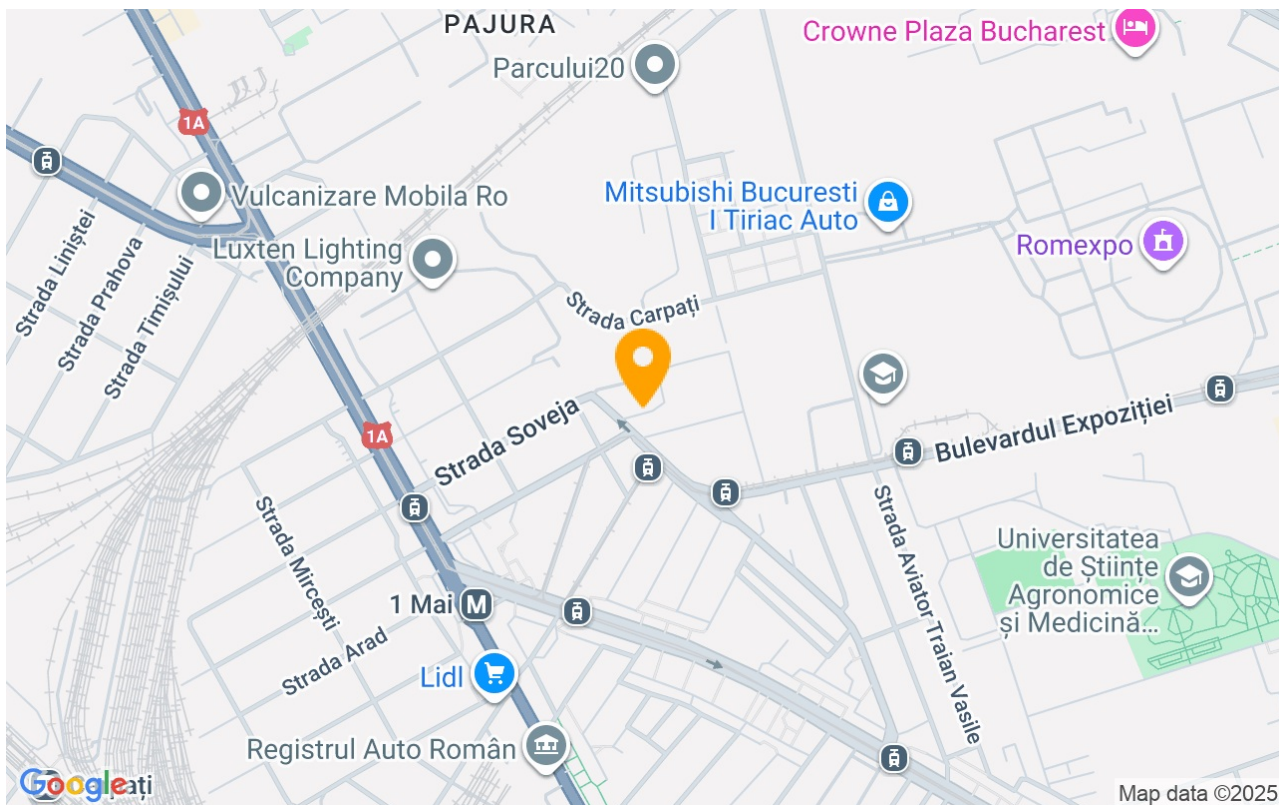 PAJURA
Crowne Plaza Bucharest
Parcului20
1A
Vulcanizare Mobila Ro
Mitsubishi Bucuresti
I Tiriac Auto
Romexpo
Luxten Lighting
Company
Strada Liniștei
Strada Prahova
Strada Timișului
Strada Carpați
Strada Soveja
1A
Bulevardul Expoziției
Strada Mircești
Strada Aviator Traian Vasile
Universitatea
de Științe
Agronomice
și Medicină...
1 Mai M
Strada Arad
Lidl
Registrul Auto Român
Google
Map data ©2025